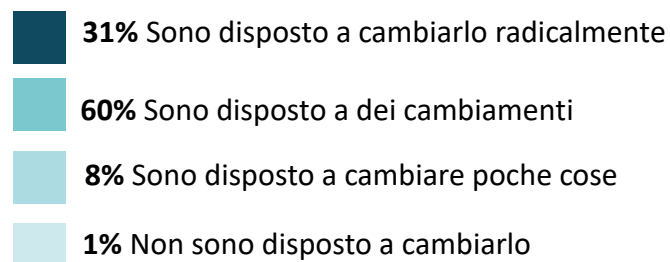 31% Sono disposto a cambiarlo radicalmente
60% Sono disposto a dei cambiamenti
8% Sono disposto a cambiare poche cose
1% Non sono disposto a cambiarlo